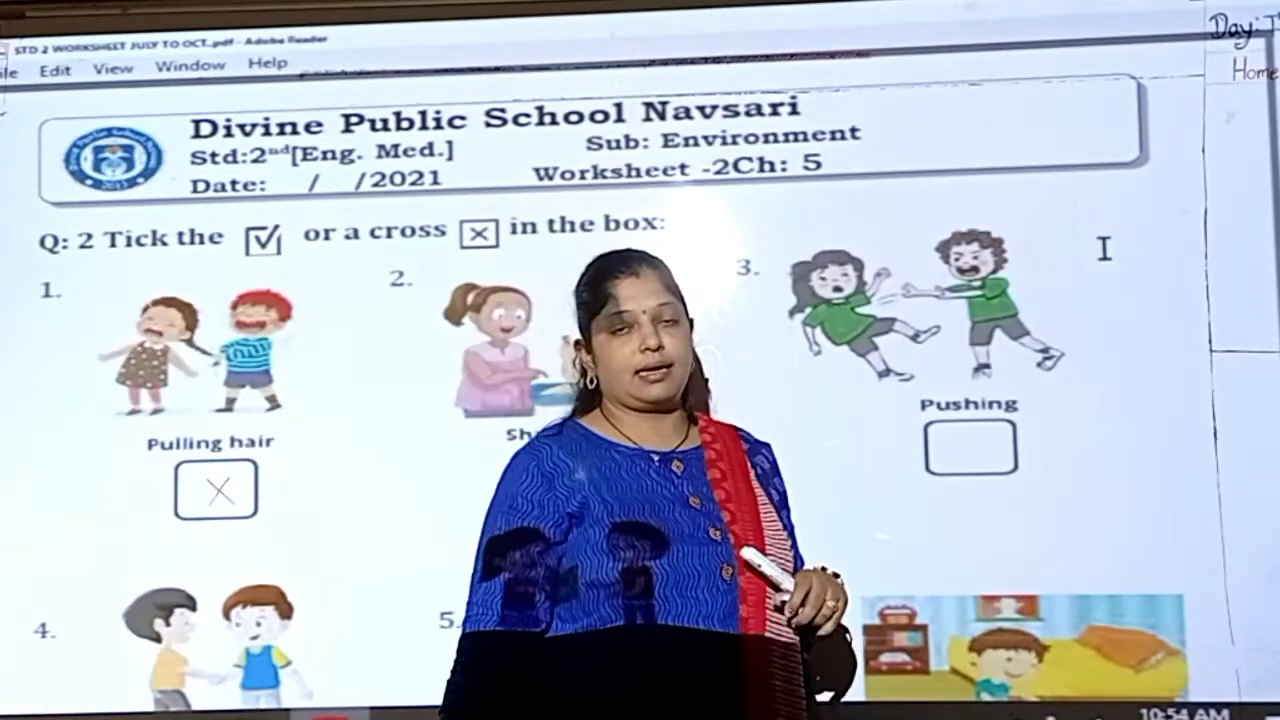 STD 2 WORKSHEET JULY TO OCT.pdf - Adobe Reader
Edit View Window Help
Day:
Home
Divine Public School Navsari
Std:2nd[Eng. Med.] Sub: Environment
Date: / /2021 Worksheet -2Ch: 5
Q: 2 Tick the ☑ or a cross ☒ in the box:
1. 2. 3.
Pushing
Pulling hair
X
4. 5.
10:54 AM